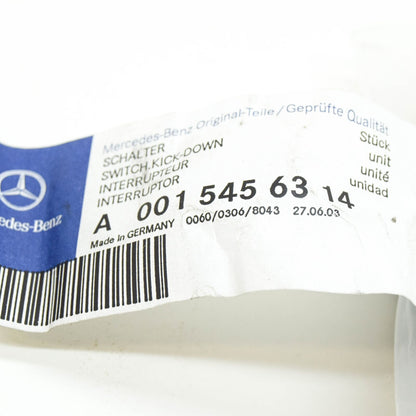 Mercedes-Benz Original-Teile/Geprüfte Qualität
SCHALTER
SWITCH,KICK-DOWN
INTERRUPTEUR
INTERRUPTOR
Stück
unit
unité
unidad
A 001 545 63 14
Made in GERMANY 0060/0306/8043 27.06.03
edes-Benz